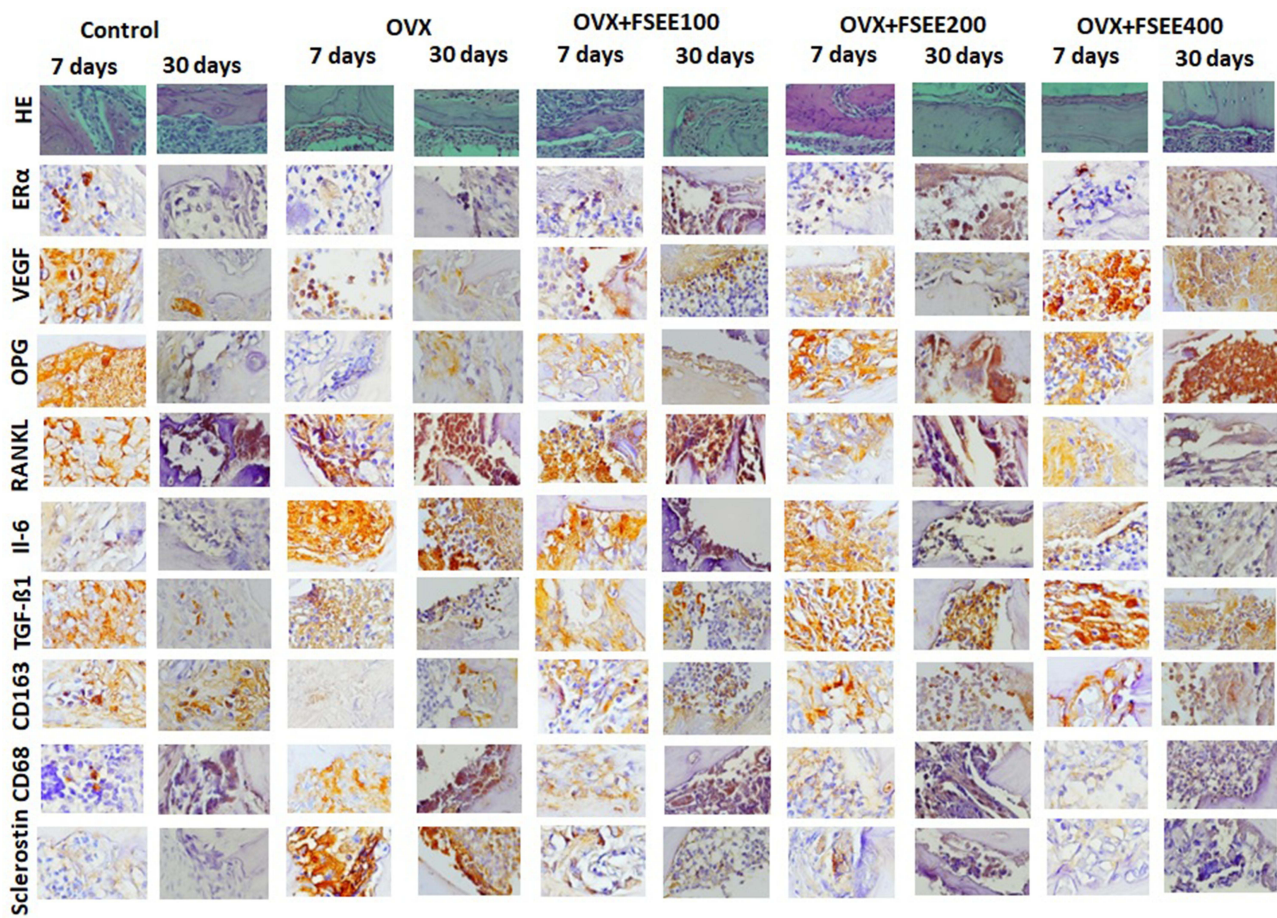 Control OVX OVX+FSEE100 OVX+FSEE200 OVX+FSEE400
7 days 30 days 7 days 30 days 7 days 30 days 7 days 30 days 7 days 30 days
HE
ERα
VEGF
OPG
RANKL
Il-6
TGF-ß1
CD163
CD68
Sclerostin